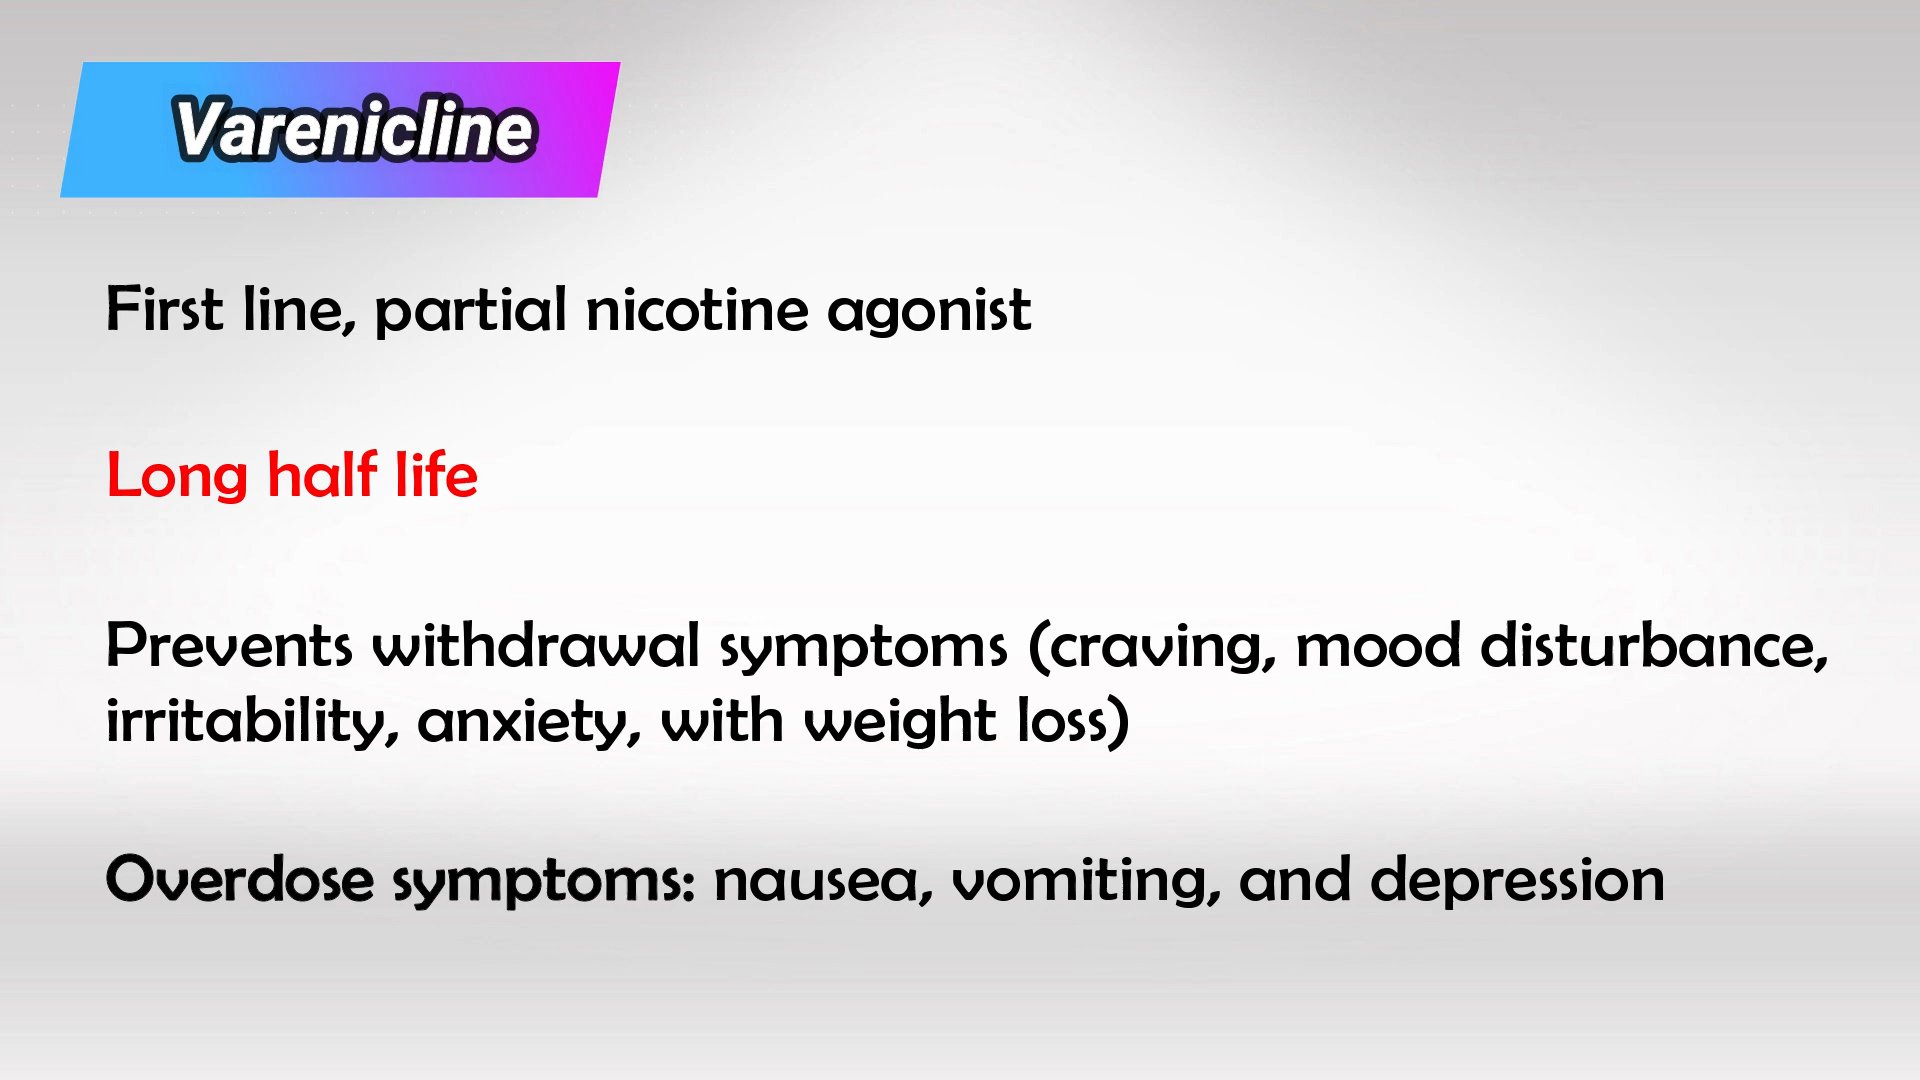 Varenicline
First line, partial nicotine agonist
Long half life
Prevents withdrawal symptoms (craving, mood disturbance,
irritability, anxiety, with weight loss)
Overdose symptoms: nausea, vomiting, and depression